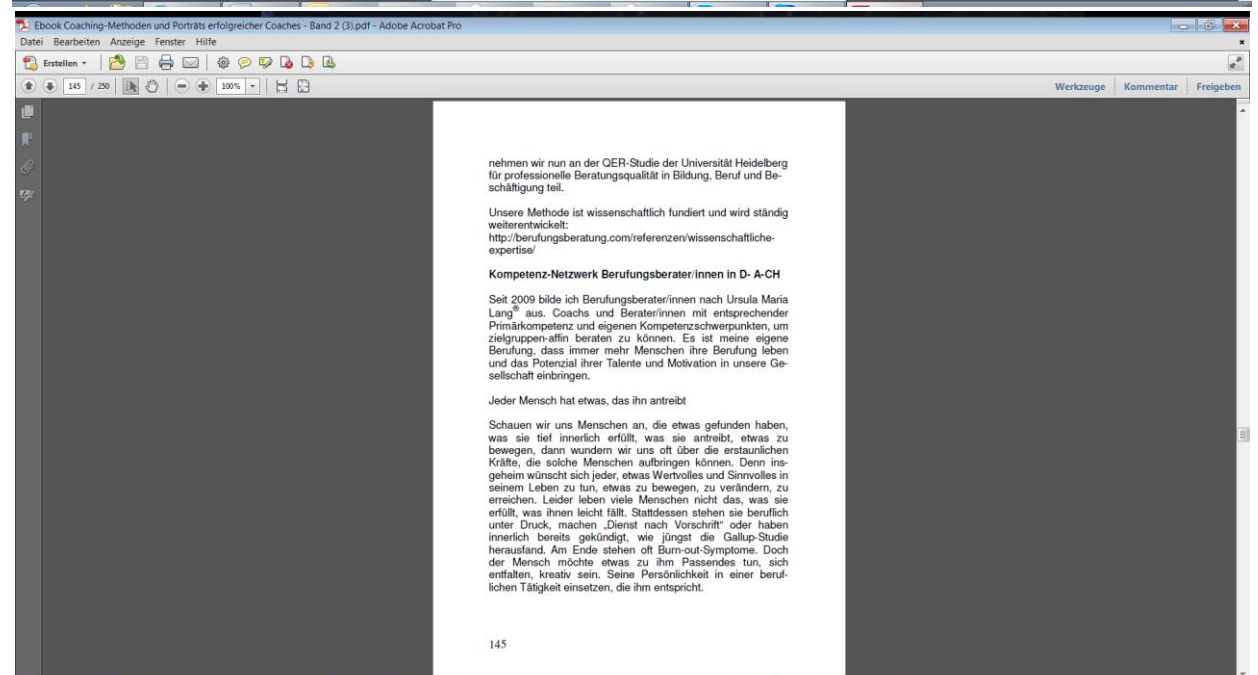 Ebook Coaching-Methoden und Porträts erfolgreicher Coaches - Band 2 (3).pdf - Adobe Acrobat Pro
Datei Bearbeiten Anzeige Fenster Hilfe
Erstellen
145 / 250 100% Werkzeuge Kommentar Freigeben
nehmen wir nun an der QER-Studie der Universität Heidelberg
für professionelle Beratungsqualität in Bildung, Beruf und Be-
schäftigung teil.
Unsere Methode ist wissenschaftlich fundiert und wird ständig
weiterentwickelt:
http://berufungsberatung.com/referenzen/wissenschaftliche-
expertise/
Kompetenz-Netzwerk Berufungsberater/innen in D- A-CH
Seit 2009 bilde ich Berufungsberater/innen nach Ursula Maria
Lang® aus. Coachs und Berater/innen mit entsprechender
Primärkompetenz und eigenen Kompetenzschwerpunkten, um
zielgruppen-affin beraten zu können. Es ist meine eigene
Berufung, dass immer mehr Menschen ihre Berufung leben
und das Potenzial ihrer Talente und Motivation in unsere Ge-
sellschaft einbringen.
Jeder Mensch hat etwas, das ihn antreibt
Schauen wir uns Menschen an, die etwas gefunden haben,
was sie tief innerlich erfüllt, was sie antreibt, etwas zu
bewegen, dann wundern wir uns oft über die erstaunlichen
Kräfte, die solche Menschen aufbringen können. Denn ins-
geheim wünscht sich jeder, etwas Wertvolles und Sinnvolles in
seinem Leben zu tun, etwas zu bewegen, zu verändern, zu
erreichen. Leider leben viele Menschen nicht das, was sie
erfüllt, was ihnen leicht fällt. Stattdessen stehen sie beruflich
unter Druck, machen „Dienst nach Vorschrift“ oder haben
innerlich bereits gekündigt, wie jüngst die Gallup-Studie
herausfand. Am Ende stehen oft Burn-out-Symptome. Doch
der Mensch möchte etwas zu ihm Passendes tun, sich
entfalten, kreativ sein. Seine Persönlichkeit in einer beruf-
lichen Tätigkeit einsetzen, die ihm entspricht.
145